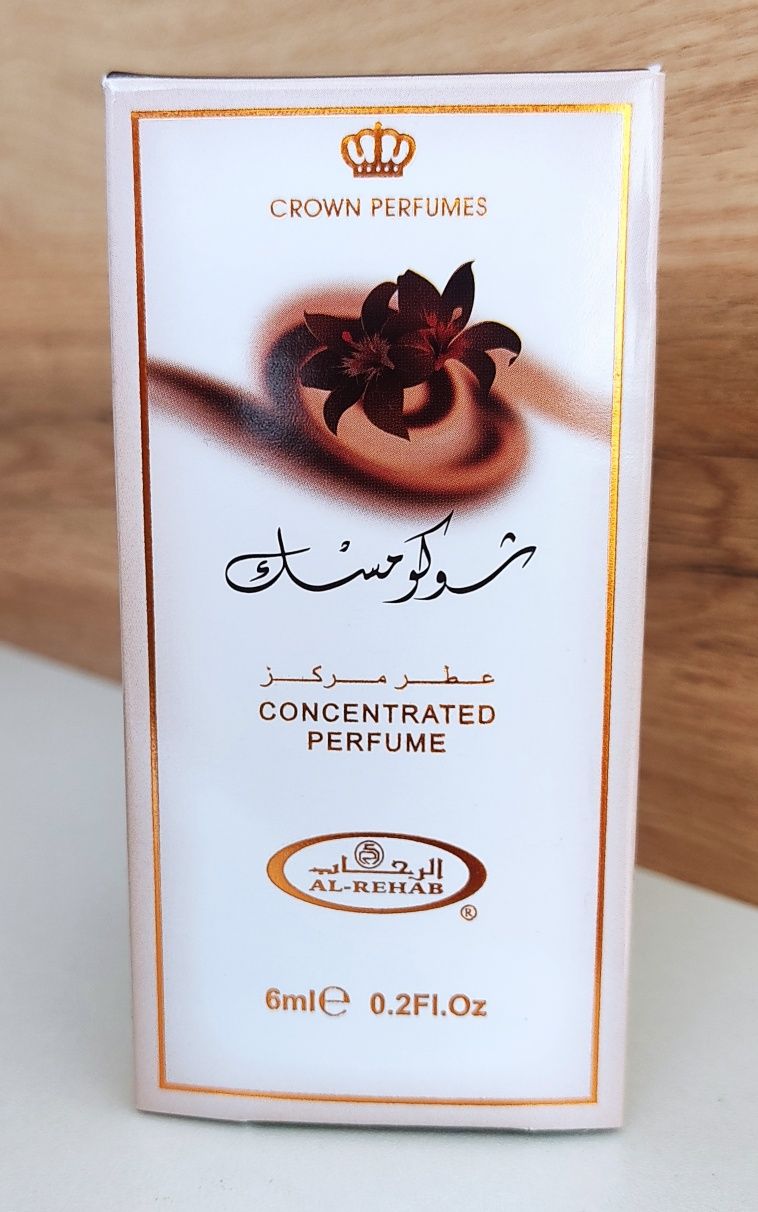 CROWN PERFUMES
شوكومسك
عطر مركز
CONCENTRATED
PERFUME
الرحاب
AL-REHAB
®
6ml℮ 0.2Fl.Oz